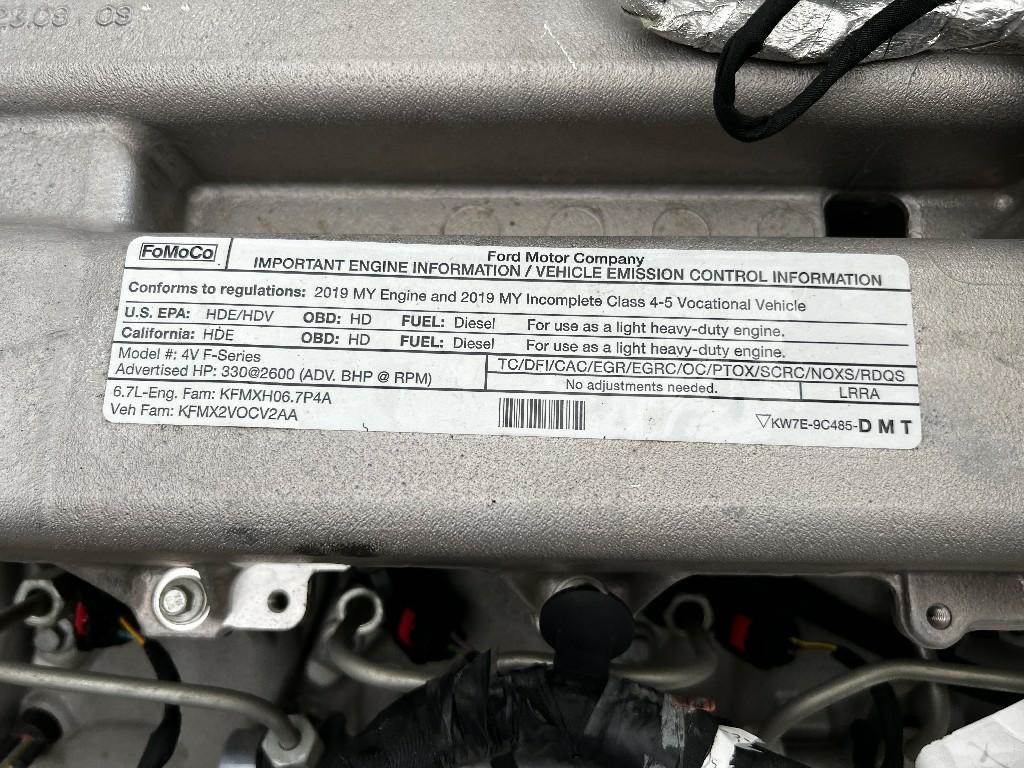 23.09 09
FoMoCo
Ford Motor Company
IMPORTANT ENGINE INFORMATION / VEHICLE EMISSION CONTROL INFORMATION
Conforms to regulations: 2019 MY Engine and 2019 MY Incomplete Class 4-5 Vocational Vehicle
U.S. EPA: HDE/HDV OBD: HD FUEL: Diesel For use as a light heavy-duty engine.
California: HDE OBD: HD FUEL: Diesel For use as a light heavy-duty engine.
Model #: 4V F-Series
Advertised HP: 330@2600 (ADV. BHP @ RPM)
TC/DFI/CAC/EGR/EGRC/OC/PTOX/SCRC/NOXS/RDQS
No adjustments needed. LRRA
6.7L-Eng. Fam: KFMXH06.7P4A
Veh Fam: KFMX2VOCV2AA
▽KW7E-9C485-D M T